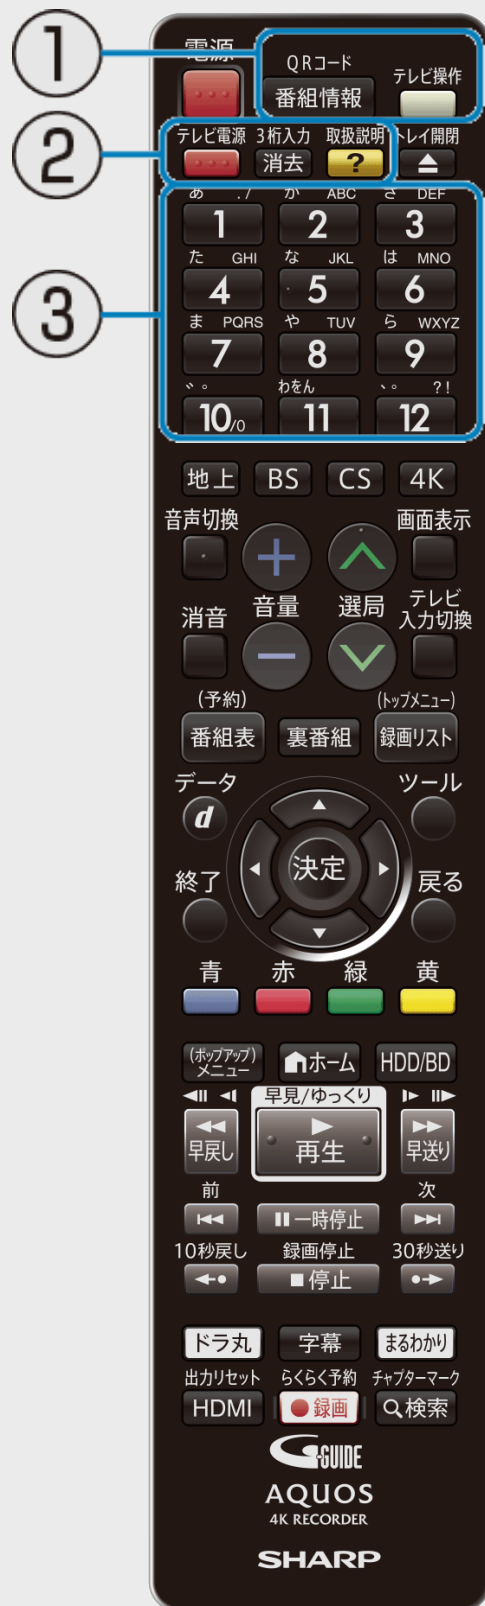 ①
電源
QRコード
番組情報
テレビ操作
②
テレビ電源 3桁入力 取扱説明 トレイ開閉
消去 ?
③
あ ./ か ABC さ DEF
1 2 3
た GHI な JKL は MNO
4 5 6
ま PQRS や TUV ら WXYZ
7 8 9
゛゜ わをん 、。 ?!
10/0 11 12
地上 BS CS 4K
音声切換 画面表示
+
消音 音量 選局 テレビ
入力切換
−
(予約) (トップメニュー)
番組表 裏番組 録画リスト
データ ツール
d
決定
終了 戻る
青 赤 緑 黄
(ポップアップ)
メニュー ホーム HDD/BD
早見/ゆっくり
早戻し 再生 早送り
前 次
一時停止
10秒戻し 録画停止 30秒送り
停止
ドラ丸 字幕 まるわかり
出力リセット らくらく予約 チャプターマーク
HDMI 録画 検索
G-GUIDE
AQUOS
4K RECORDER
SHARP